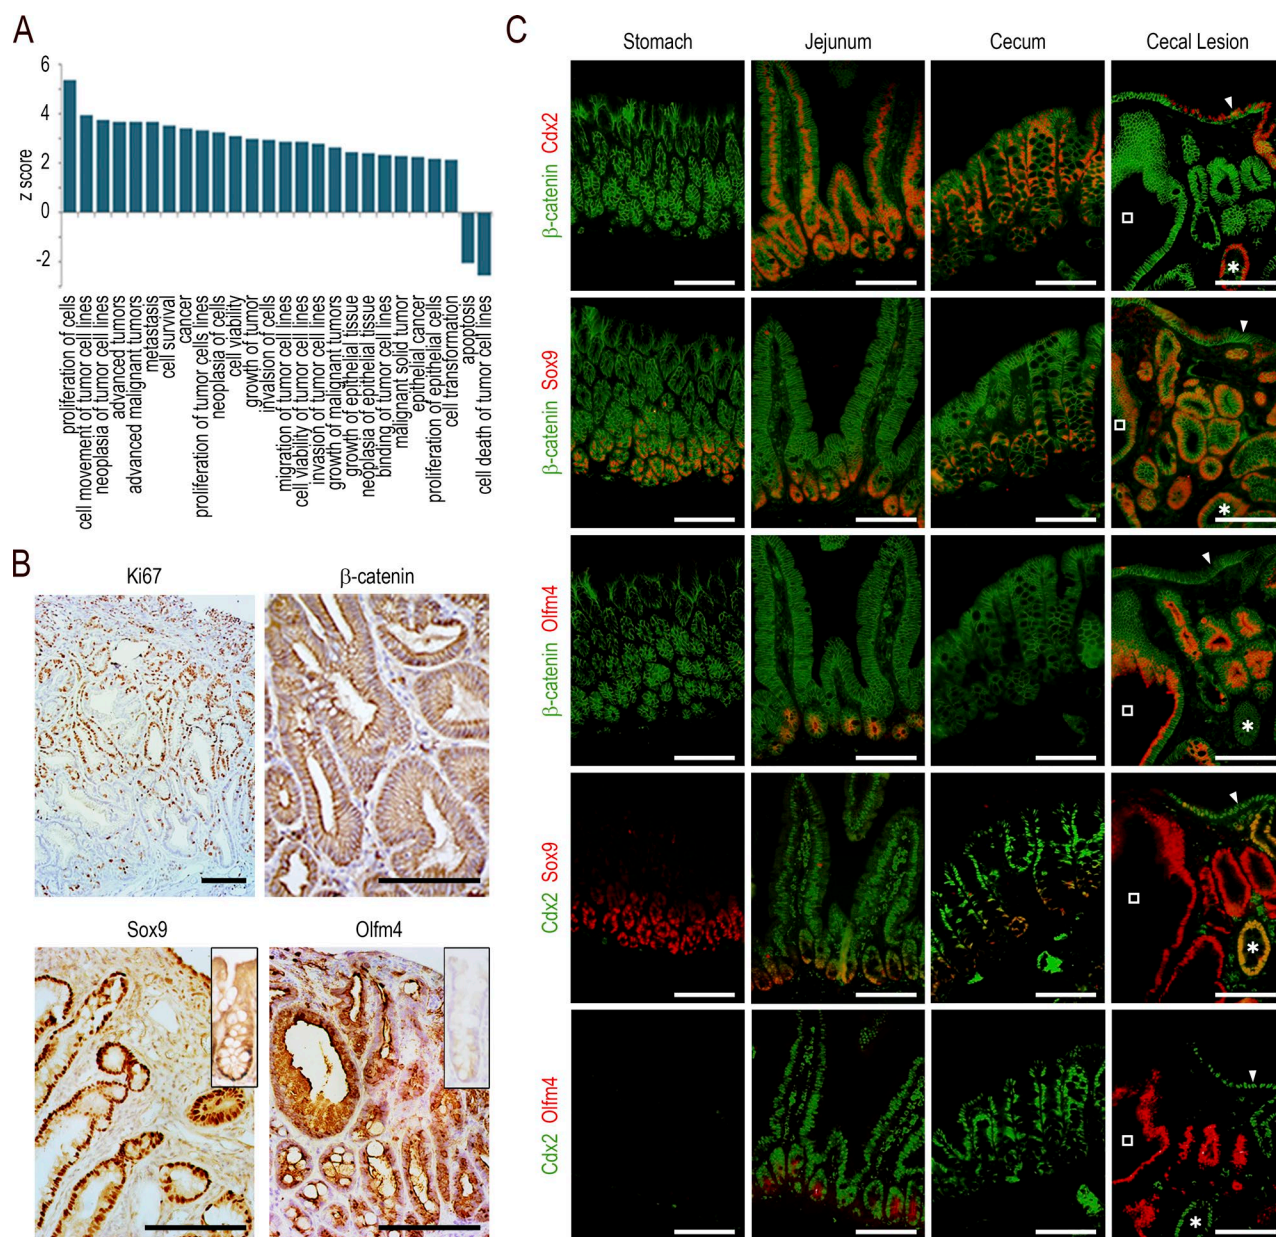 A
6
4
2
0
-2
z score
proliferation of cells
cell movement of tumor cell lines
neoplasia of tumor cell lines
advanced tumors
advanced malignant tumors
metastasis
cell survival
cancer
proliferation of tumor cells lines
neoplasia of cells
cell viability
growth of tumor
invasion of cells
migration of tumor cell lines
cell viability of tumor cell lines
invasion of tumor cell lines
growth of malignant tumors
growth of epithelial tissue
neoplasia of epithelial tissue
binding of tumor cell lines
malignant solid tumor
epithelial cancer
proliferation of epithelial cells
cell transformation
apoptosis
cell death of tumor cell lines
B
Ki67
β-catenin
Sox9
Olfm4
C
Stomach
Jejunum
Cecum
Cecal Lesion
β-catenin Cdx2
*
β-catenin Sox9
*
β-catenin Olfm4
*
Cdx2 Sox9
*
Cdx2 Olfm4
*